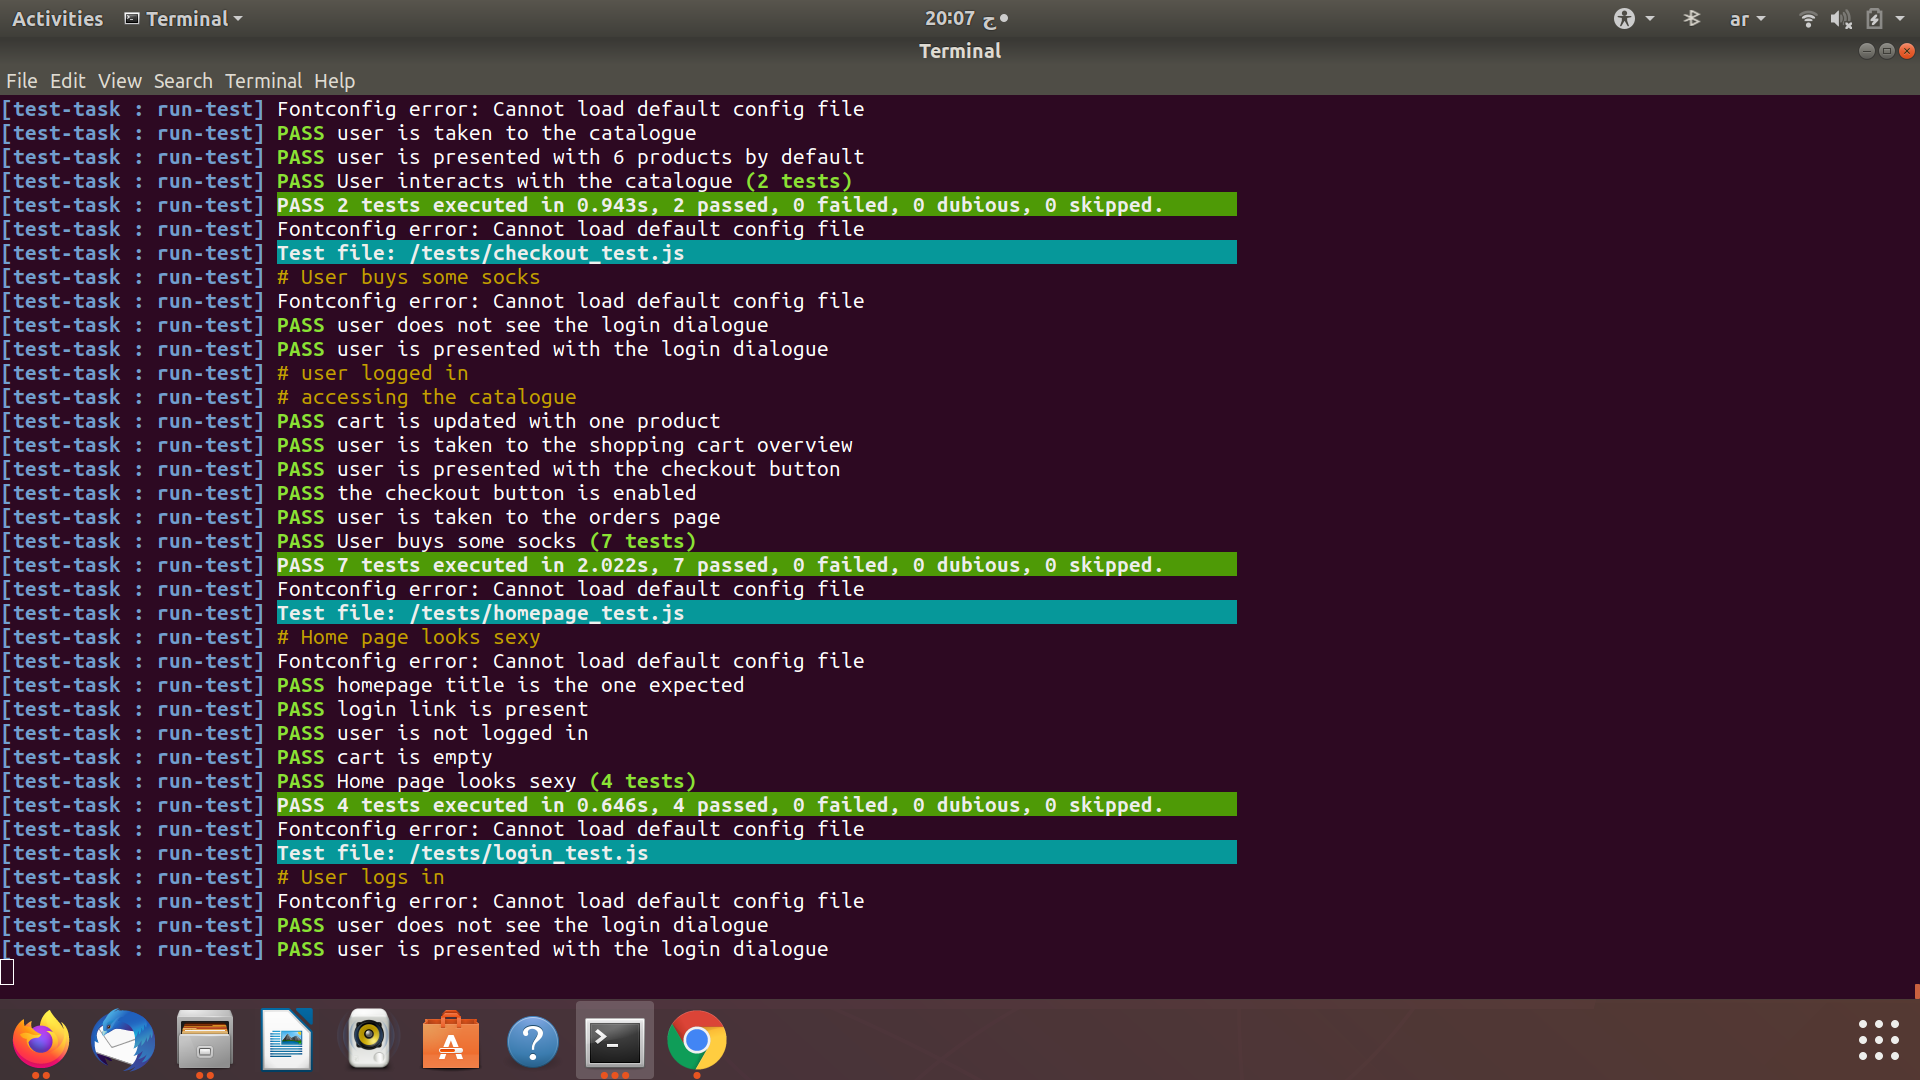 Activities Terminal 20:07 ج ar
Terminal
File Edit View Search Terminal Help
[test-task : run-test] Fontconfig error: Cannot load default config file
[test-task : run-test] PASS user is taken to the catalogue
[test-task : run-test] PASS user is presented with 6 products by default
[test-task : run-test] PASS User interacts with the catalogue (2 tests)
[test-task : run-test] PASS 2 tests executed in 0.943s, 2 passed, 0 failed, 0 dubious, 0 skipped.
[test-task : run-test] Fontconfig error: Cannot load default config file
[test-task : run-test] Test file: /tests/checkout_test.js
[test-task : run-test] # User buys some socks
[test-task : run-test] Fontconfig error: Cannot load default config file
[test-task : run-test] PASS user does not see the login dialogue
[test-task : run-test] PASS user is presented with the login dialogue
[test-task : run-test] # user logged in
[test-task : run-test] # accessing the catalogue
[test-task : run-test] PASS cart is updated with one product
[test-task : run-test] PASS user is taken to the shopping cart overview
[test-task : run-test] PASS user is presented with the checkout button
[test-task : run-test] PASS the checkout button is enabled
[test-task : run-test] PASS user is taken to the orders page
[test-task : run-test] PASS User buys some socks (7 tests)
[test-task : run-test] PASS 7 tests executed in 2.022s, 7 passed, 0 failed, 0 dubious, 0 skipped.
[test-task : run-test] Fontconfig error: Cannot load default config file
[test-task : run-test] Test file: /tests/homepage_test.js
[test-task : run-test] # Home page looks sexy
[test-task : run-test] Fontconfig error: Cannot load default config file
[test-task : run-test] PASS homepage title is the one expected
[test-task : run-test] PASS login link is present
[test-task : run-test] PASS user is not logged in
[test-task : run-test] PASS cart is empty
[test-task : run-test] PASS Home page looks sexy (4 tests)
[test-task : run-test] PASS 4 tests executed in 0.646s, 4 passed, 0 failed, 0 dubious, 0 skipped.
[test-task : run-test] Fontconfig error: Cannot load default config file
[test-task : run-test] Test file: /tests/login_test.js
[test-task : run-test] # User logs in
[test-task : run-test] Fontconfig error: Cannot load default config file
[test-task : run-test] PASS user does not see the login dialogue
[test-task : run-test] PASS user is presented with the login dialogue